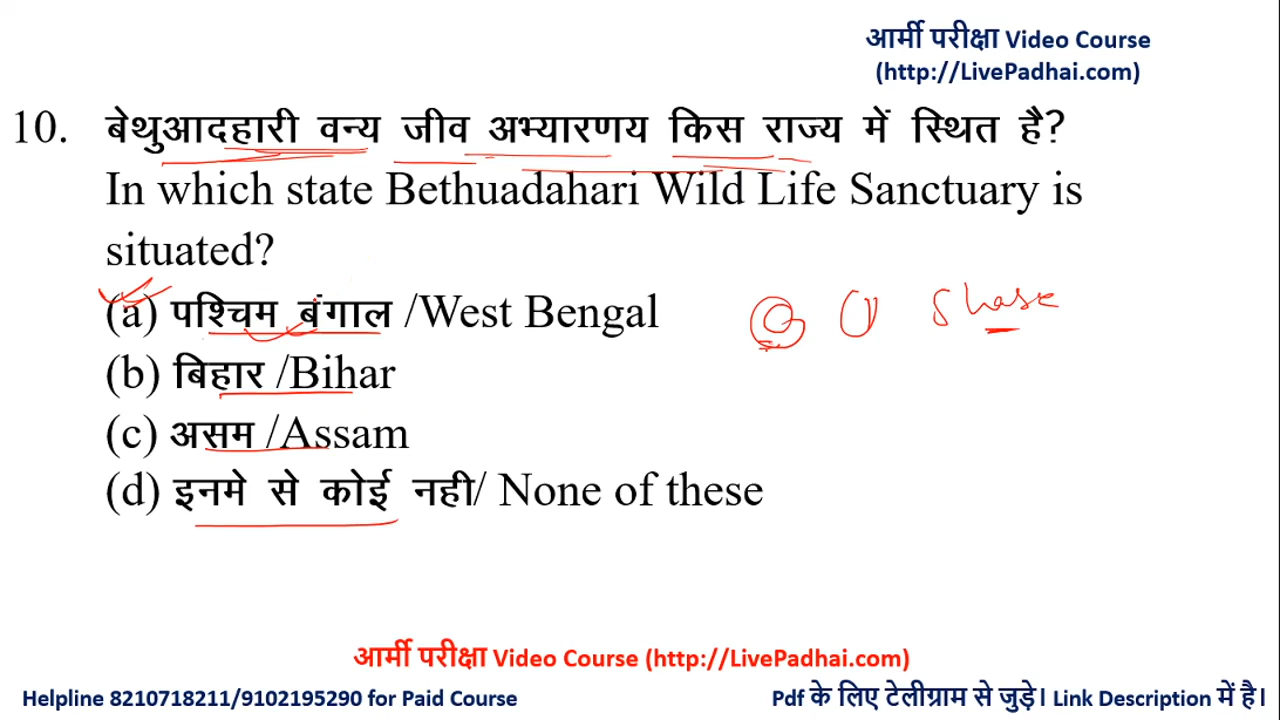 आर्मी परीक्षा Video Course
(http://LivePadhai.com)
10. बेथुआदहारी वन्य जीव अभ्यारणय किस राज्य में स्थित है?
In which state Bethuadahari Wild Life Sanctuary is
situated?
(a) पश्चिम बंगाल /West Bengal
(b) बिहार /Bihar
(c) असम /Assam
(d) इनमे से कोई नही/ None of these
आर्मी परीक्षा Video Course (http://LivePadhai.com)
Helpline 8210718211/9102195290 for Paid Course
Pdf के लिए टेलीग्राम से जुड़े। Link Description में है।